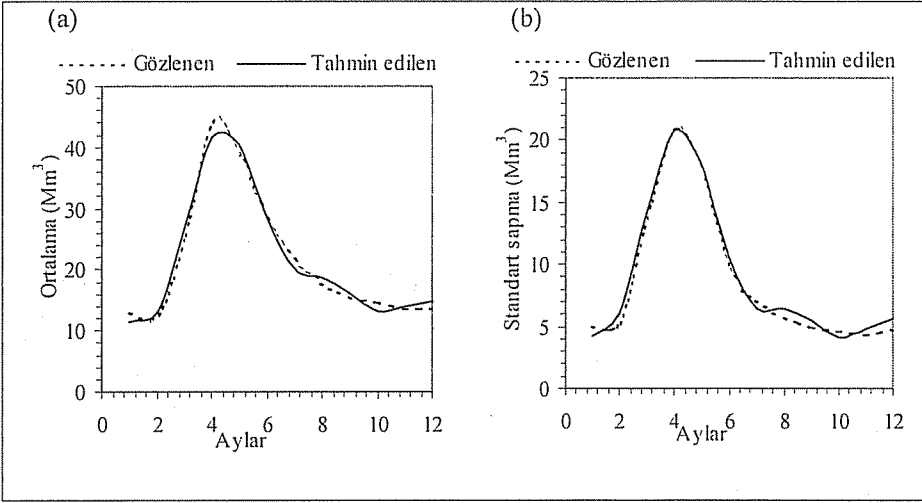 (a)
Gözlenen Tahmin edilen
50
40
30
20
10
0
Ortalama (Mm³)
0 2 4 6 8 10 12
Aylar
(b)
Gözlenen Tahmin edilen
25
20
15
10
5
0
Standart sapma (Mm³)
0 2 4 6 8 10 12
Aylar